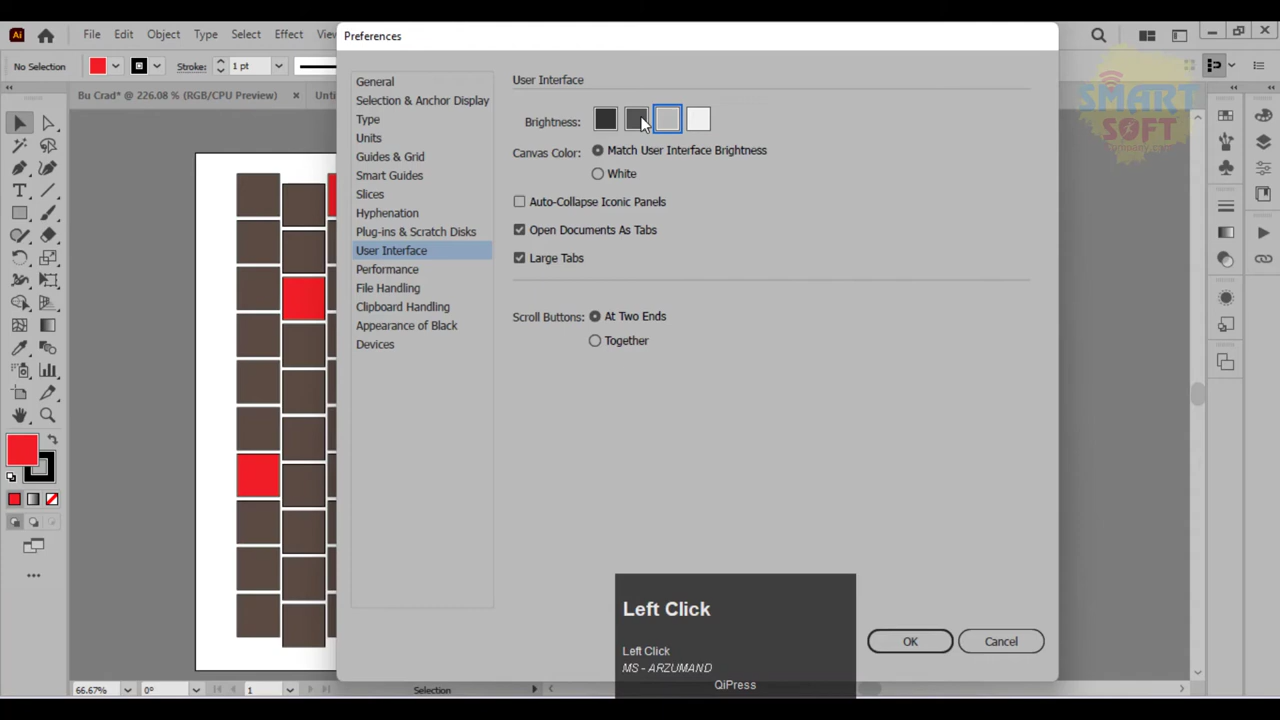 Ai File Edit Object Type Select Effect
Preferences
No Selection Stroke: 1 pt
Bu Crad* @ 226.08 % (RGB/CPU Preview) ×
General
Selection & Anchor Display
Type
Units
Guides & Grid
Smart Guides
Slices
Hyphenation
Plug-ins & Scratch Disks
User Interface
Performance
File Handling
Clipboard Handling
Appearance of Black
Devices
User Interface
Brightness:
Canvas Color: Match User Interface Brightness
White
Auto-Collapse Iconic Panels
Open Documents As Tabs
Large Tabs
Scroll Buttons: At Two Ends
Together
OK Cancel
SMART
SOFT
Left Click
Left Click
MS - ARZUMAND
QiPress
66.67% 0° 1 Selection